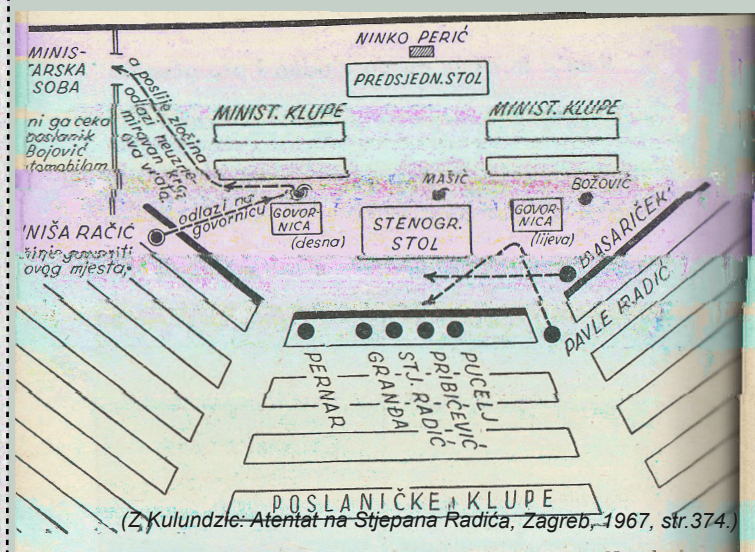 NINKO PERIĆ
PREDSJEDN. STOL
MINIS-
TARSKA
SOBA
a poslije zločina
odlazi neuzne-
miravan kroz
ova vrata
ni ga čeka
poslanik
Bojović
tomobilom
MINIST. KLUPE
MINIST. KLUPE
MAŠIĆ
BOŽOVIĆ
GOVOR-
NICA
(desna)
STENOGR.
STOL
GOVOR-
NICA
(lijeva)
odlazi na
govornicu
NIŠA RAČIĆ
ovog mjesta
BASARIČEK
PAVLE RADIĆ
PERNAR
GRANĐA
STJ. RADIĆ
PRIBIĆEVIĆ
PUCELJ
POSLANIČKE KLUPE
(Z.Kulundzic: Atentat na Stjepana Radića, Zagreb, 1967, str.374.)